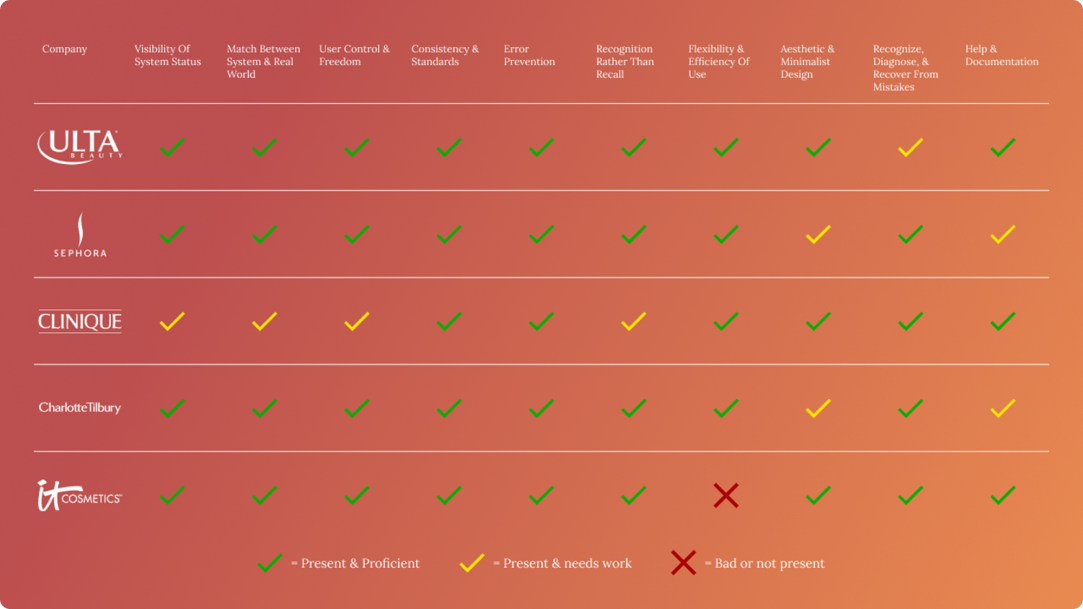 Company
Visibility Of
System Status
Match Between
System & Real
World
User Control &
Freedom
Consistency &
Standards
Error
Prevention
Recognition
Rather Than
Recall
Flexibility &
Efficiency Of
Use
Aesthetic &
Minimalist
Design
Recognize,
Diagnose, &
Recover From
Mistakes
Help &
Documentation
ULTA
BEAUTY
SEPHORA
CLINIQUE
CharlotteTilbury
it COSMETICS
= Present & Proficient
= Present & needs work
= Bad or not present